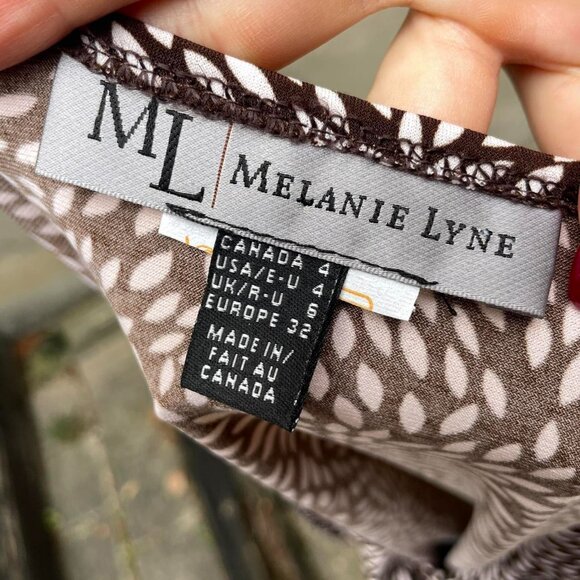 ML
MELANIE LYNE
CANADA 4
USA/E-U 4
UK/R-U 6
EUROPE 32
MADE IN/
FAIT AU
CANADA